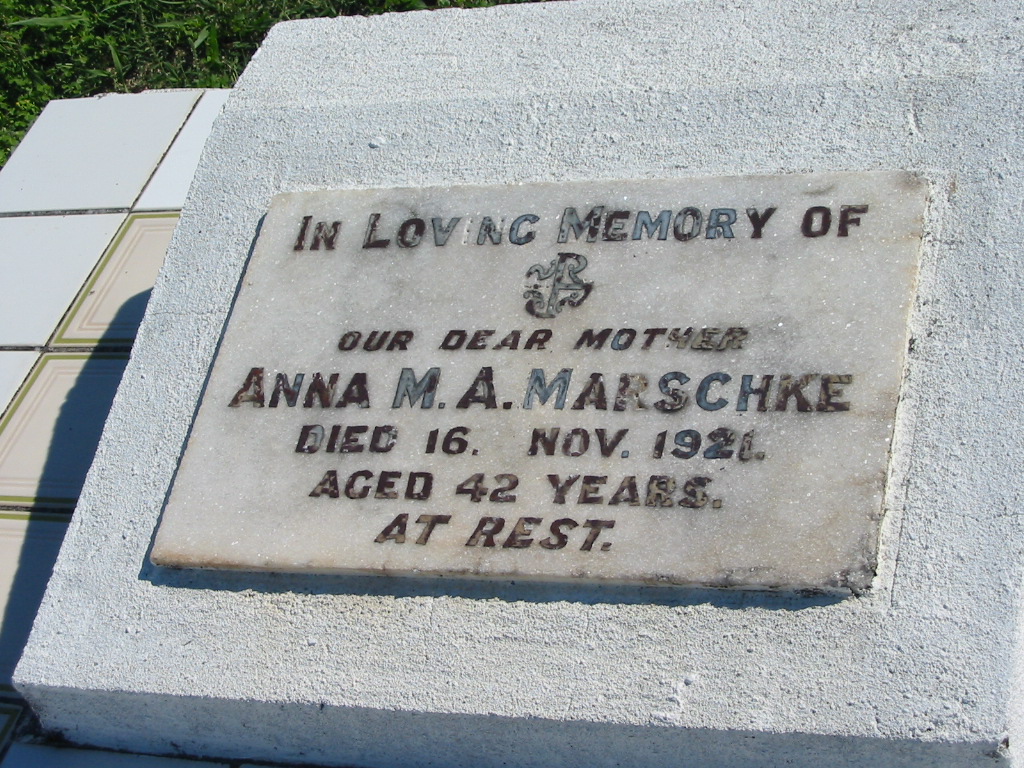 IN LOVING MEMORY OF
OUR DEAR MOTHER
ANNA M. A. MARSCHKE
DIED 16. NOV. 1921.
AGED 42 YEARS.
AT REST.